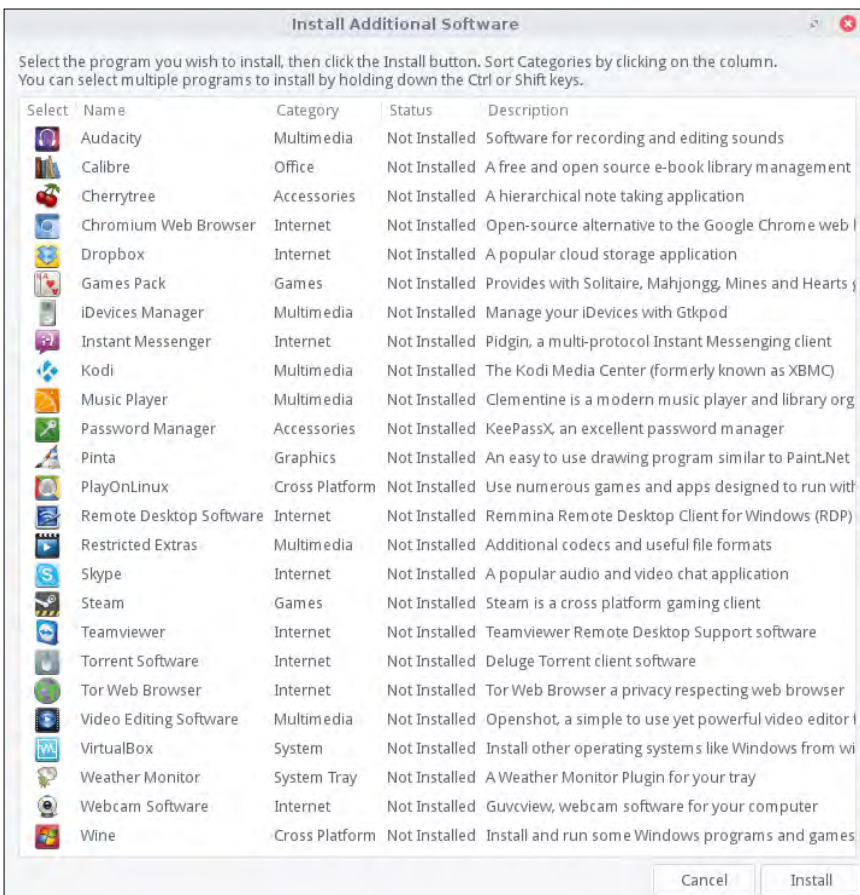 Install Additional Software
Select the program you wish to install, then click the Install button. Sort Categories by clicking on the column.
You can select multiple programs to install by holding down the Ctrl or Shift keys.
Select Name Category Status Description
Audacity Multimedia Not Installed Software for recording and editing sounds
Calibre Office Not Installed A free and open source e-book library management
Cherrytree Accessories Not Installed A hierarchical note taking application
Chromium Web Browser Internet Not Installed Open-source alternative to the Google Chrome web
Dropbox Internet Not Installed A popular cloud storage application
Games Pack Games Not Installed Provides with Solitaire, Mahjongg, Mines and Hearts
iDevices Manager Multimedia Not Installed Manage your iDevices with Gtkpod
Instant Messenger Internet Not Installed Pidgin, a multi-protocol Instant Messenging client
Kodi Multimedia Not Installed The Kodi Media Center (formerly known as XBMC)
Music Player Multimedia Not Installed Clementine is a modern music player and library org
Password Manager Accessories Not Installed KeePassX, an excellent password manager
Pinta Graphics Not Installed An easy to use drawing program similar to Paint.Net
PlayOnLinux Cross Platform Not Installed Use numerous games and apps designed to run with
Remote Desktop Software Internet Not Installed Remmina Remote Desktop Client for Windows (RDP)
Restricted Extras Multimedia Not Installed Additional codecs and useful file formats
Skype Internet Not Installed A popular audio and video chat application
Steam Games Not Installed Steam is a cross platform gaming client
Teamviewer Internet Not Installed Teamviewer Remote Desktop Support software
Torrent Software Internet Not Installed Deluge Torrent client software
Tor Web Browser Internet Not Installed Tor Web Browser a privacy respecting web browser
Video Editing Software Multimedia Not Installed Openshot, a simple to use yet powerful video editor
VirtualBox System Not Installed Install other operating systems like Windows from wi
Weather Monitor System Tray Not Installed A Weather Monitor Plugin for your tray
Webcam Software Internet Not Installed Guvcview, webcam software for your computer
Wine Cross Platform Not Installed Install and run some Windows programs and games
Cancel Install